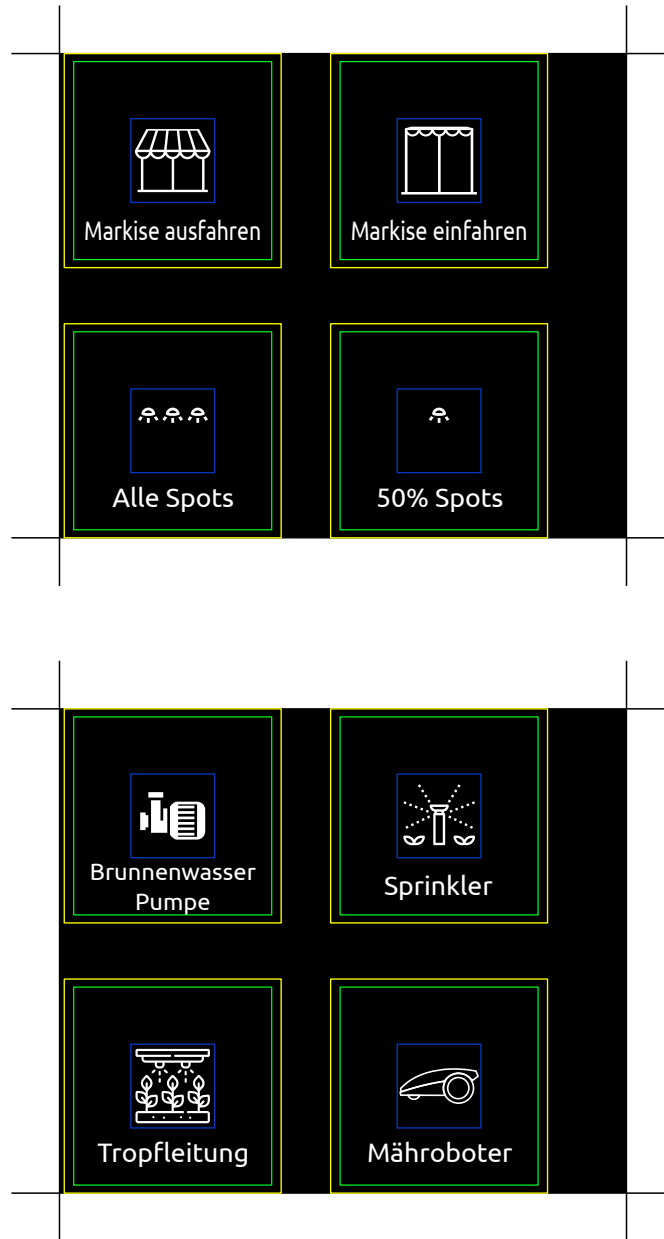 Markise ausfahren
Markise einfahren
Alle Spots
50% Spots
Brunnenwasser
Pumpe
Sprinkler
Tropfleitung
Mähroboter